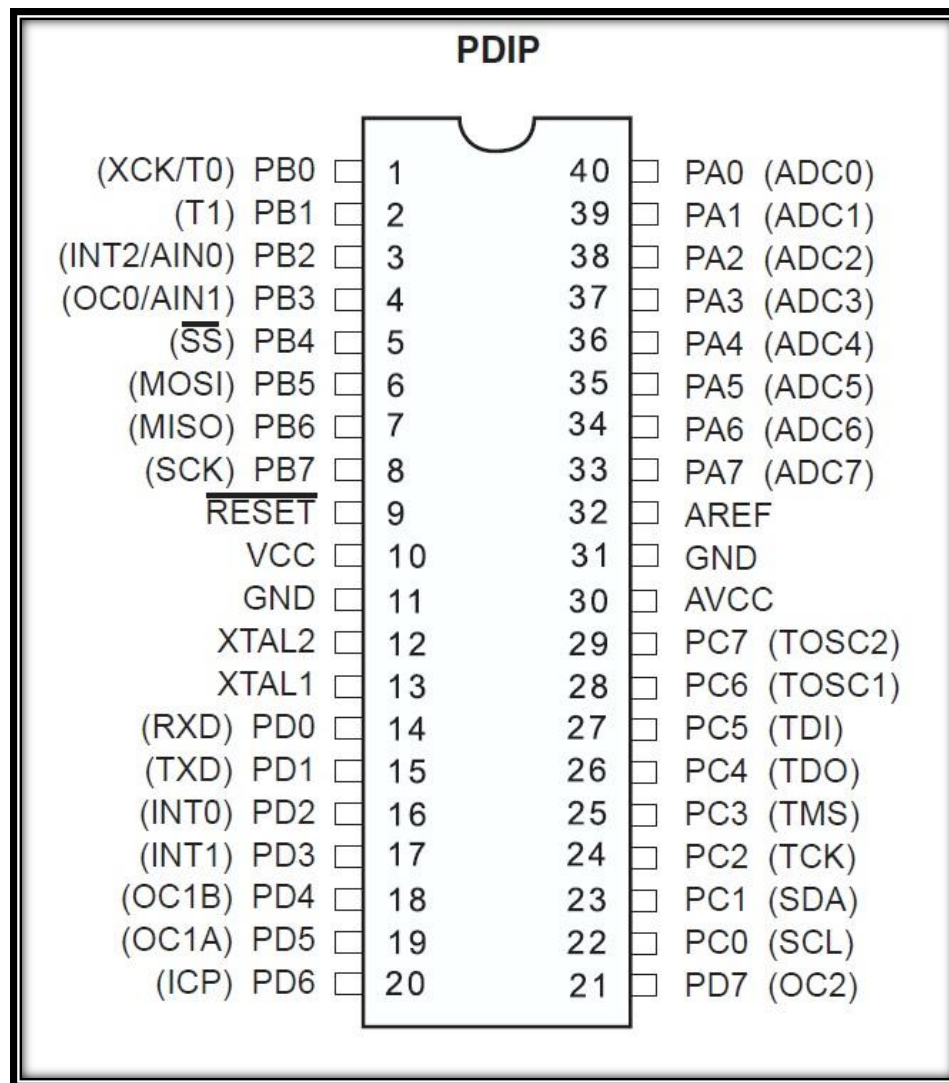 PDIP
(XCK/T0) PB0 1 40 PA0 (ADC0)
(T1) PB1 2 39 PA1 (ADC1)
(INT2/AIN0) PB2 3 38 PA2 (ADC2)
(OC0/AIN1) PB3 4 37 PA3 (ADC3)
(SS) PB4 5 36 PA4 (ADC4)
(MOSI) PB5 6 35 PA5 (ADC5)
(MISO) PB6 7 34 PA6 (ADC6)
(SCK) PB7 8 33 PA7 (ADC7)
RESET 9 32 AREF
VCC 10 31 GND
GND 11 30 AVCC
XTAL2 12 29 PC7 (TOSC2)
XTAL1 13 28 PC6 (TOSC1)
(RXD) PD0 14 27 PC5 (TDI)
(TXD) PD1 15 26 PC4 (TDO)
(INT0) PD2 16 25 PC3 (TMS)
(INT1) PD3 17 24 PC2 (TCK)
(OC1B) PD4 18 23 PC1 (SDA)
(OC1A) PD5 19 22 PC0 (SCL)
(ICP) PD6 20 21 PD7 (OC2)